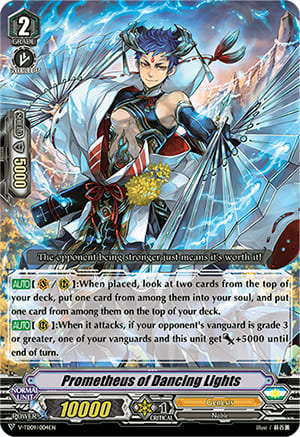 2
GRADE
INTERCEPT
5000
The opponent being stronger just means it's worth it!
AUTO :When placed, look at two cards from the top of
your deck, put one card from among them into your soul, and put
one card from among them on the top of your deck.
AUTO :When it attacks, if your opponent's vanguard is grade 3
or greater, one of your vanguards and this unit get +5000 until
end of turn.
NORMAL
UNIT
Prometheus of Dancing Lights
POWER
10000
1
CRITICAL
Genesis
Noble
V-TD09/004EN
Illust /